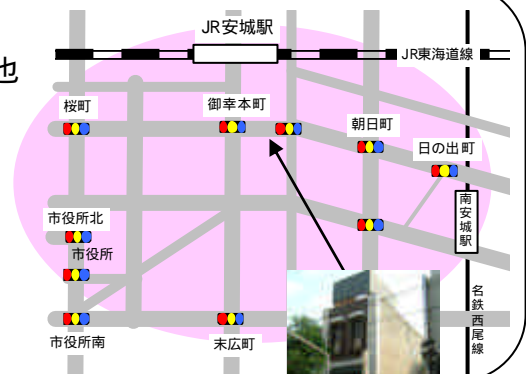 JR安城駅
JR東海道線
也
桜町
御幸本町
朝日町
日の出町
南安城駅
市役所北
市役所
名鉄西尾線
市役所南
末広町